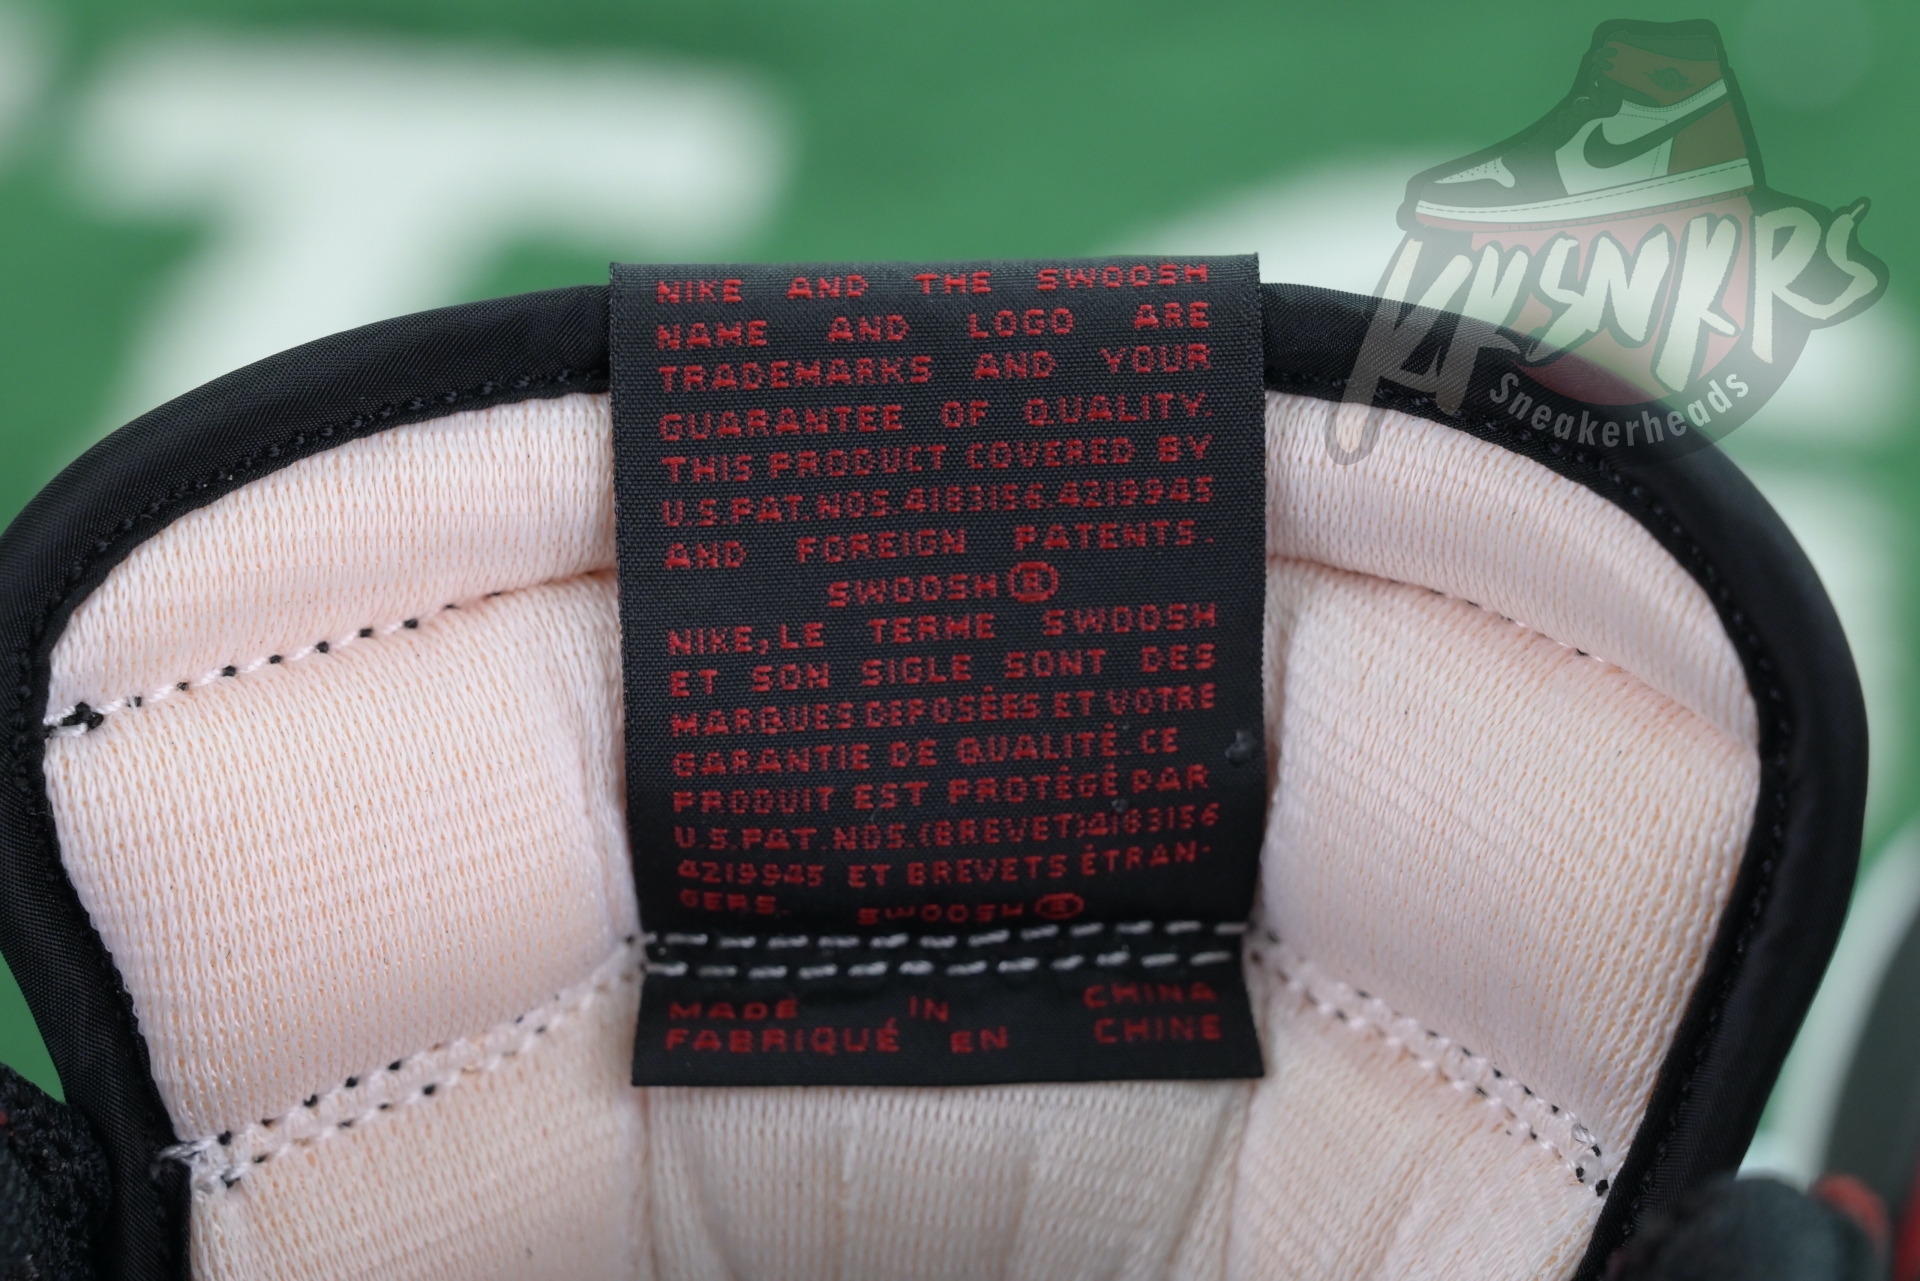 NIKE AND THE SWOOSH
NAME AND LOGO ARE
TRADEMARKS AND YOUR
GUARANTEE OF QUALITY.
THIS PRODUCT COVERED BY
U.S.PAT.NOS.4183156.4219945
AND FOREIGN PATENTS.
SWOOSH®
NIKE,LE TERME SWOOSH
ET SON SIGLE SONT DES
MARQUES DEPOSÈES ET VOTRE
GARANTIE DE QUALITÉ.CE
PRODUIT EST PROTÉGÉ PAR
U.S.PAT.NOS.(BREVET)4183156
4219945 ET BREVETS ÉTRAN-
GERS. SWOOSH®
MADE IN CHINA
FABRIQUÉ EN CHINE
KKSNKRS
Sneakerheads